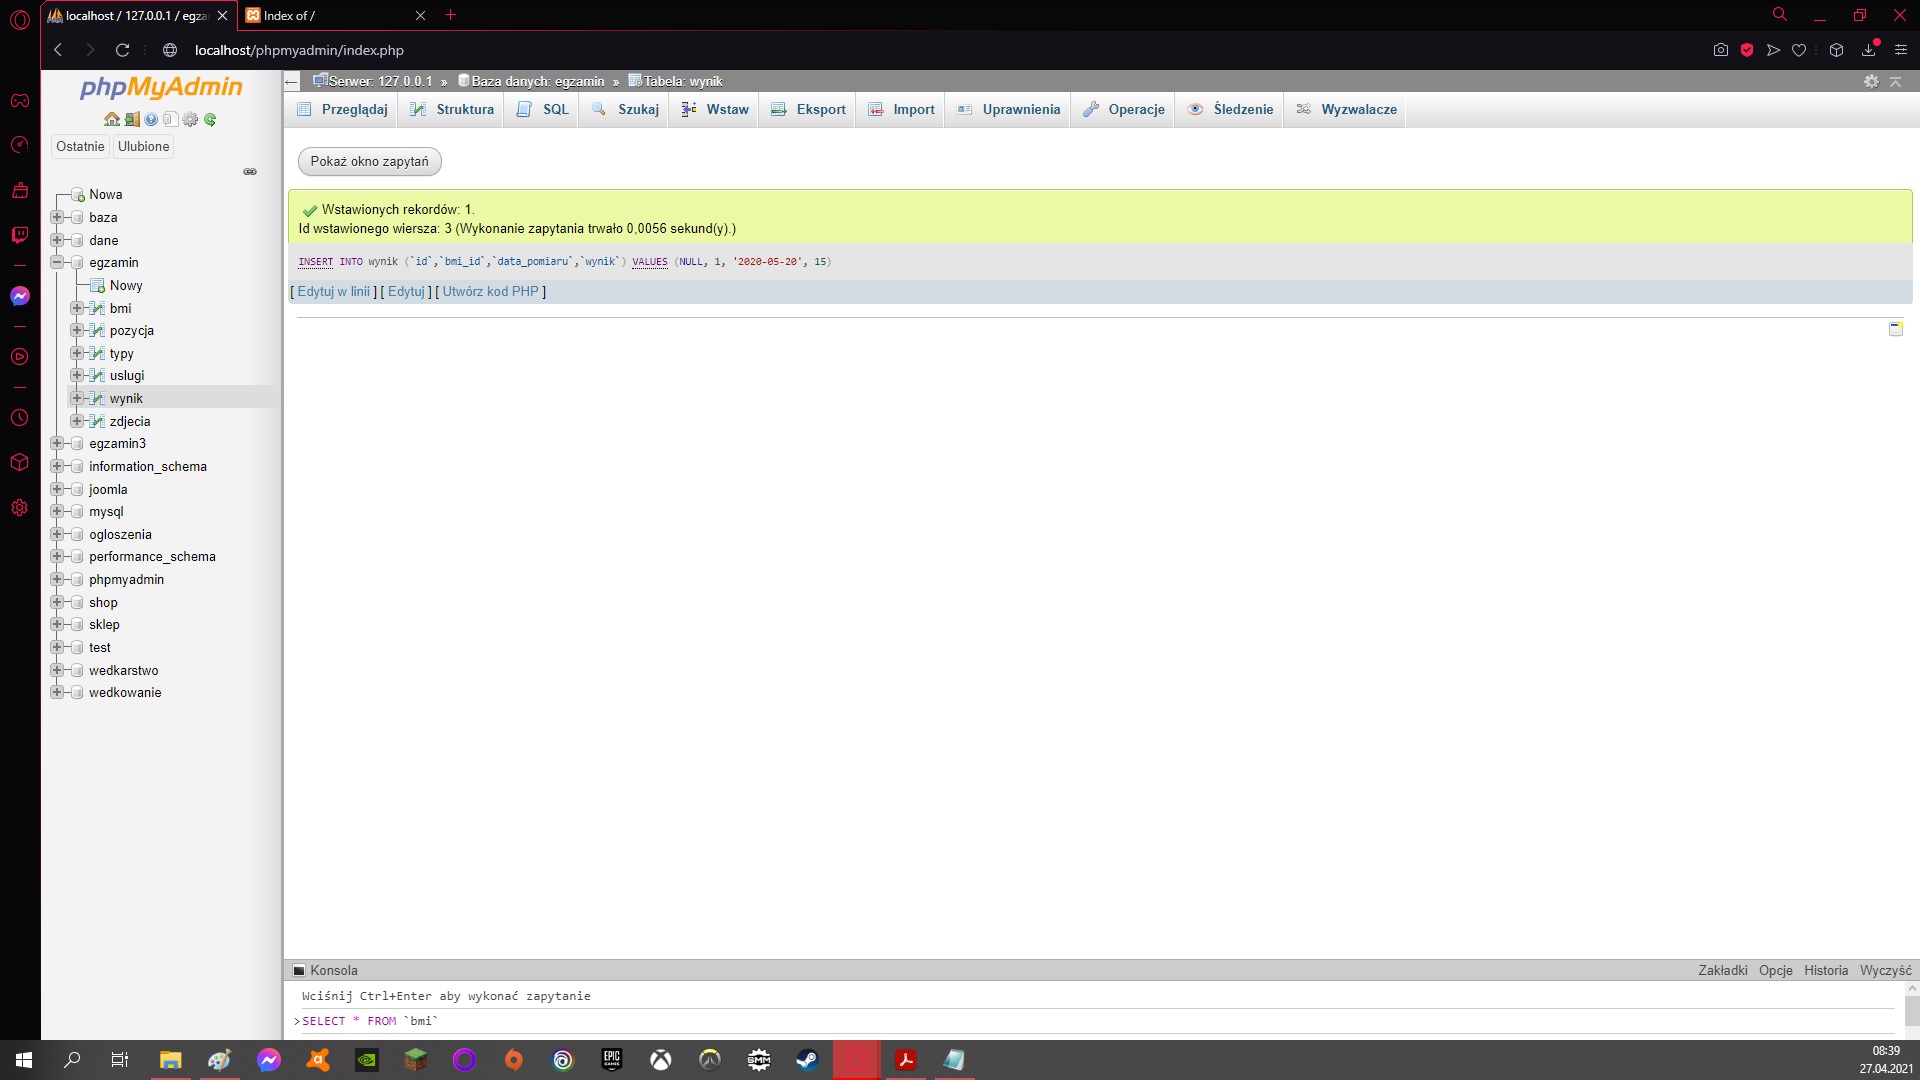 localhost / 127.0.0.1 / egza
Index of /
localhost/phpmyadmin/index.php
phpMyAdmin
Ostatnie
Ulubione
Nowa
baza
dane
egzamin
Nowy
bmi
pozycja
typy
uslugi
wynik
zdjecia
egzamin3
information_schema
joomla
mysql
ogloszenia
performance_schema
phpmyadmin
shop
sklep
test
wedkarstwo
wedkowanie
Serwer: 127.0.0.1 » Baza danych: egzamin » Tabela: wynik
Przeglądaj Struktura SQL Szukaj Wstaw Eksport Import Uprawnienia Operacje Śledzenie Wyzwalacze
Pokaż okno zapytań
Wstawionych rekordów: 1.
Id wstawionego wiersza: 3 (Wykonanie zapytania trwało 0,0056 sekund(y).)
INSERT INTO wynik (`id`,`bmi_id`,`data_pomiaru`,`wynik`) VALUES (NULL, 1, '2020-05-20', 15)
[ Edytuj w linii ] [ Edytuj ] [ Utwórz kod PHP ]
Konsola
Zakładki Opcje Historia Wyczyść
Wciśnij Ctrl+Enter aby wykonać zapytanie
>SELECT * FROM `bmi`
EPIC
GAMES
SMM
08:39
27.04.2021